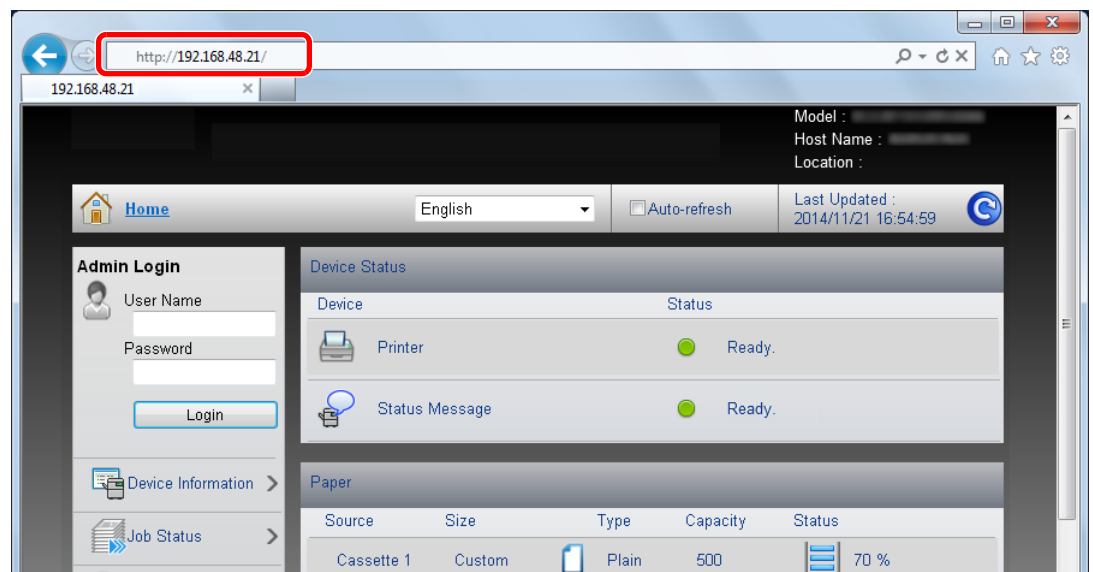 http://192.168.48.21/
192.168.48.21
Model :
Host Name :
Location :
Home
English
Auto-refresh
Last Updated :
2014/11/21 16:54:59
Admin Login
User Name
Password
Login
Device Information
Job Status
Device Status
Device Status
Printer Ready.
Status Message Ready.
Paper
Source Size Type Capacity Status
Cassette 1 Custom Plain 500 70 %